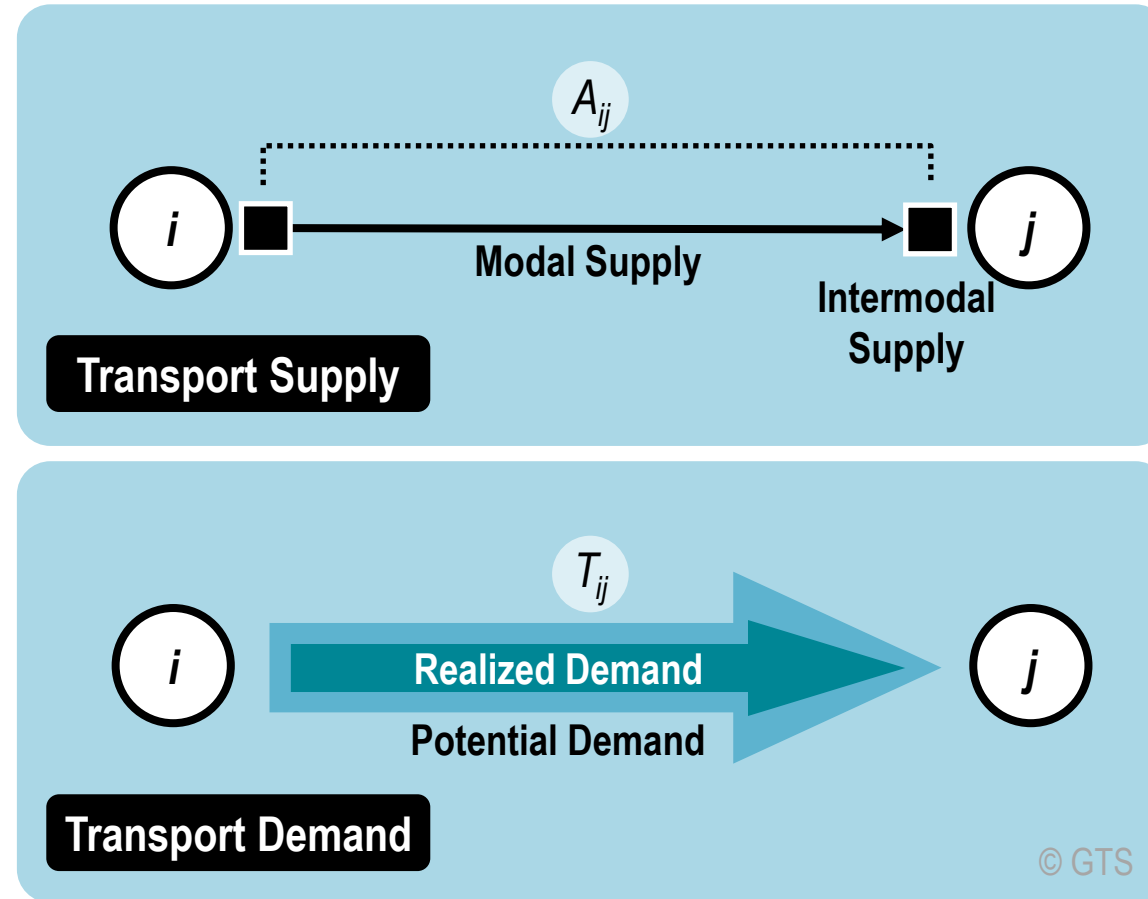 A_ij
i
j
Modal Supply
Intermodal
Supply
Transport Supply
T_ij
i
Realized Demand
j
Potential Demand
Transport Demand
© GTS